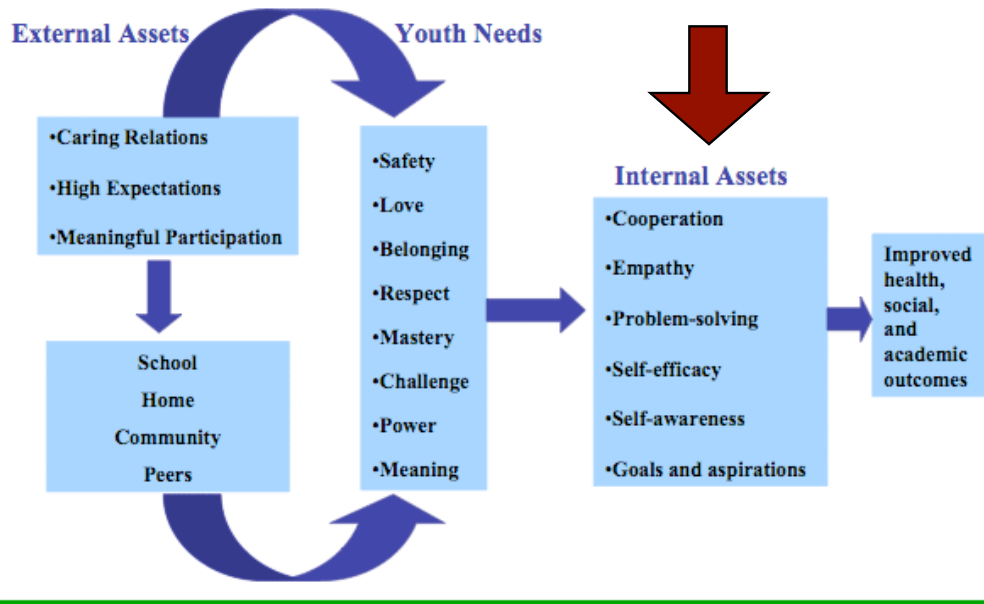 External Assets
•Caring Relations
•High Expectations
•Meaningful Participation
School
Home
Community
Peers
Youth Needs
•Safety
•Love
•Belonging
•Respect
•Mastery
•Challenge
•Power
•Meaning
Internal Assets
•Cooperation
•Empathy
•Problem-solving
•Self-efficacy
•Self-awareness
•Goals and aspirations
Improved
health,
social,
and
academic
outcomes